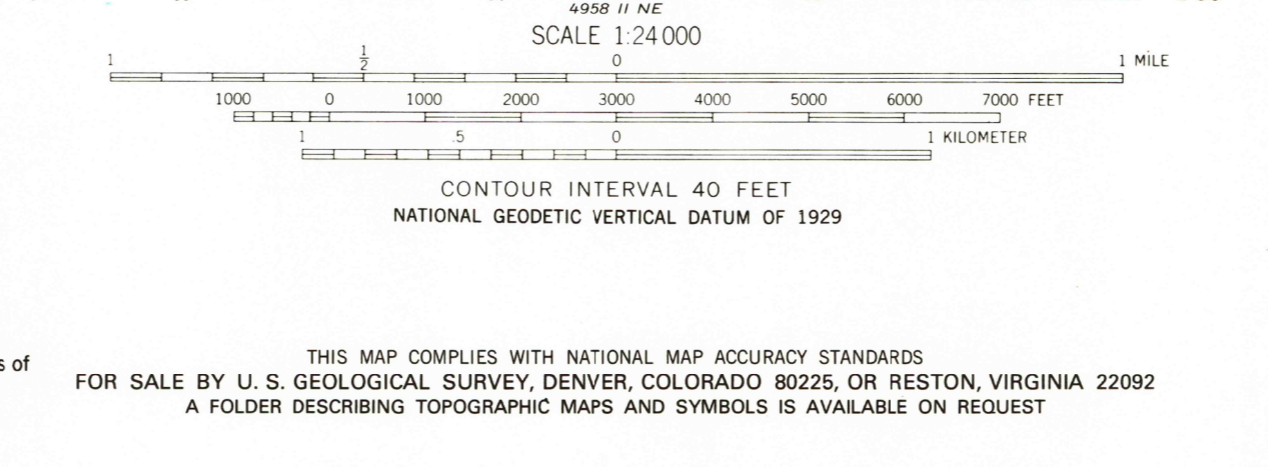 4958 II NE
SCALE 1:24 000
1 1/2 0 1 MILE
1000 0 1000 2000 3000 4000 5000 6000 7000 FEET
1 .5 0 1 KILOMETER
CONTOUR INTERVAL 40 FEET
NATIONAL GEODETIC VERTICAL DATUM OF 1929
s of
THIS MAP COMPLIES WITH NATIONAL MAP ACCURACY STANDARDS
FOR SALE BY U. S. GEOLOGICAL SURVEY, DENVER, COLORADO 80225, OR RESTON, VIRGINIA 22092
A FOLDER DESCRIBING TOPOGRAPHIC MAPS AND SYMBOLS IS AVAILABLE ON REQUEST